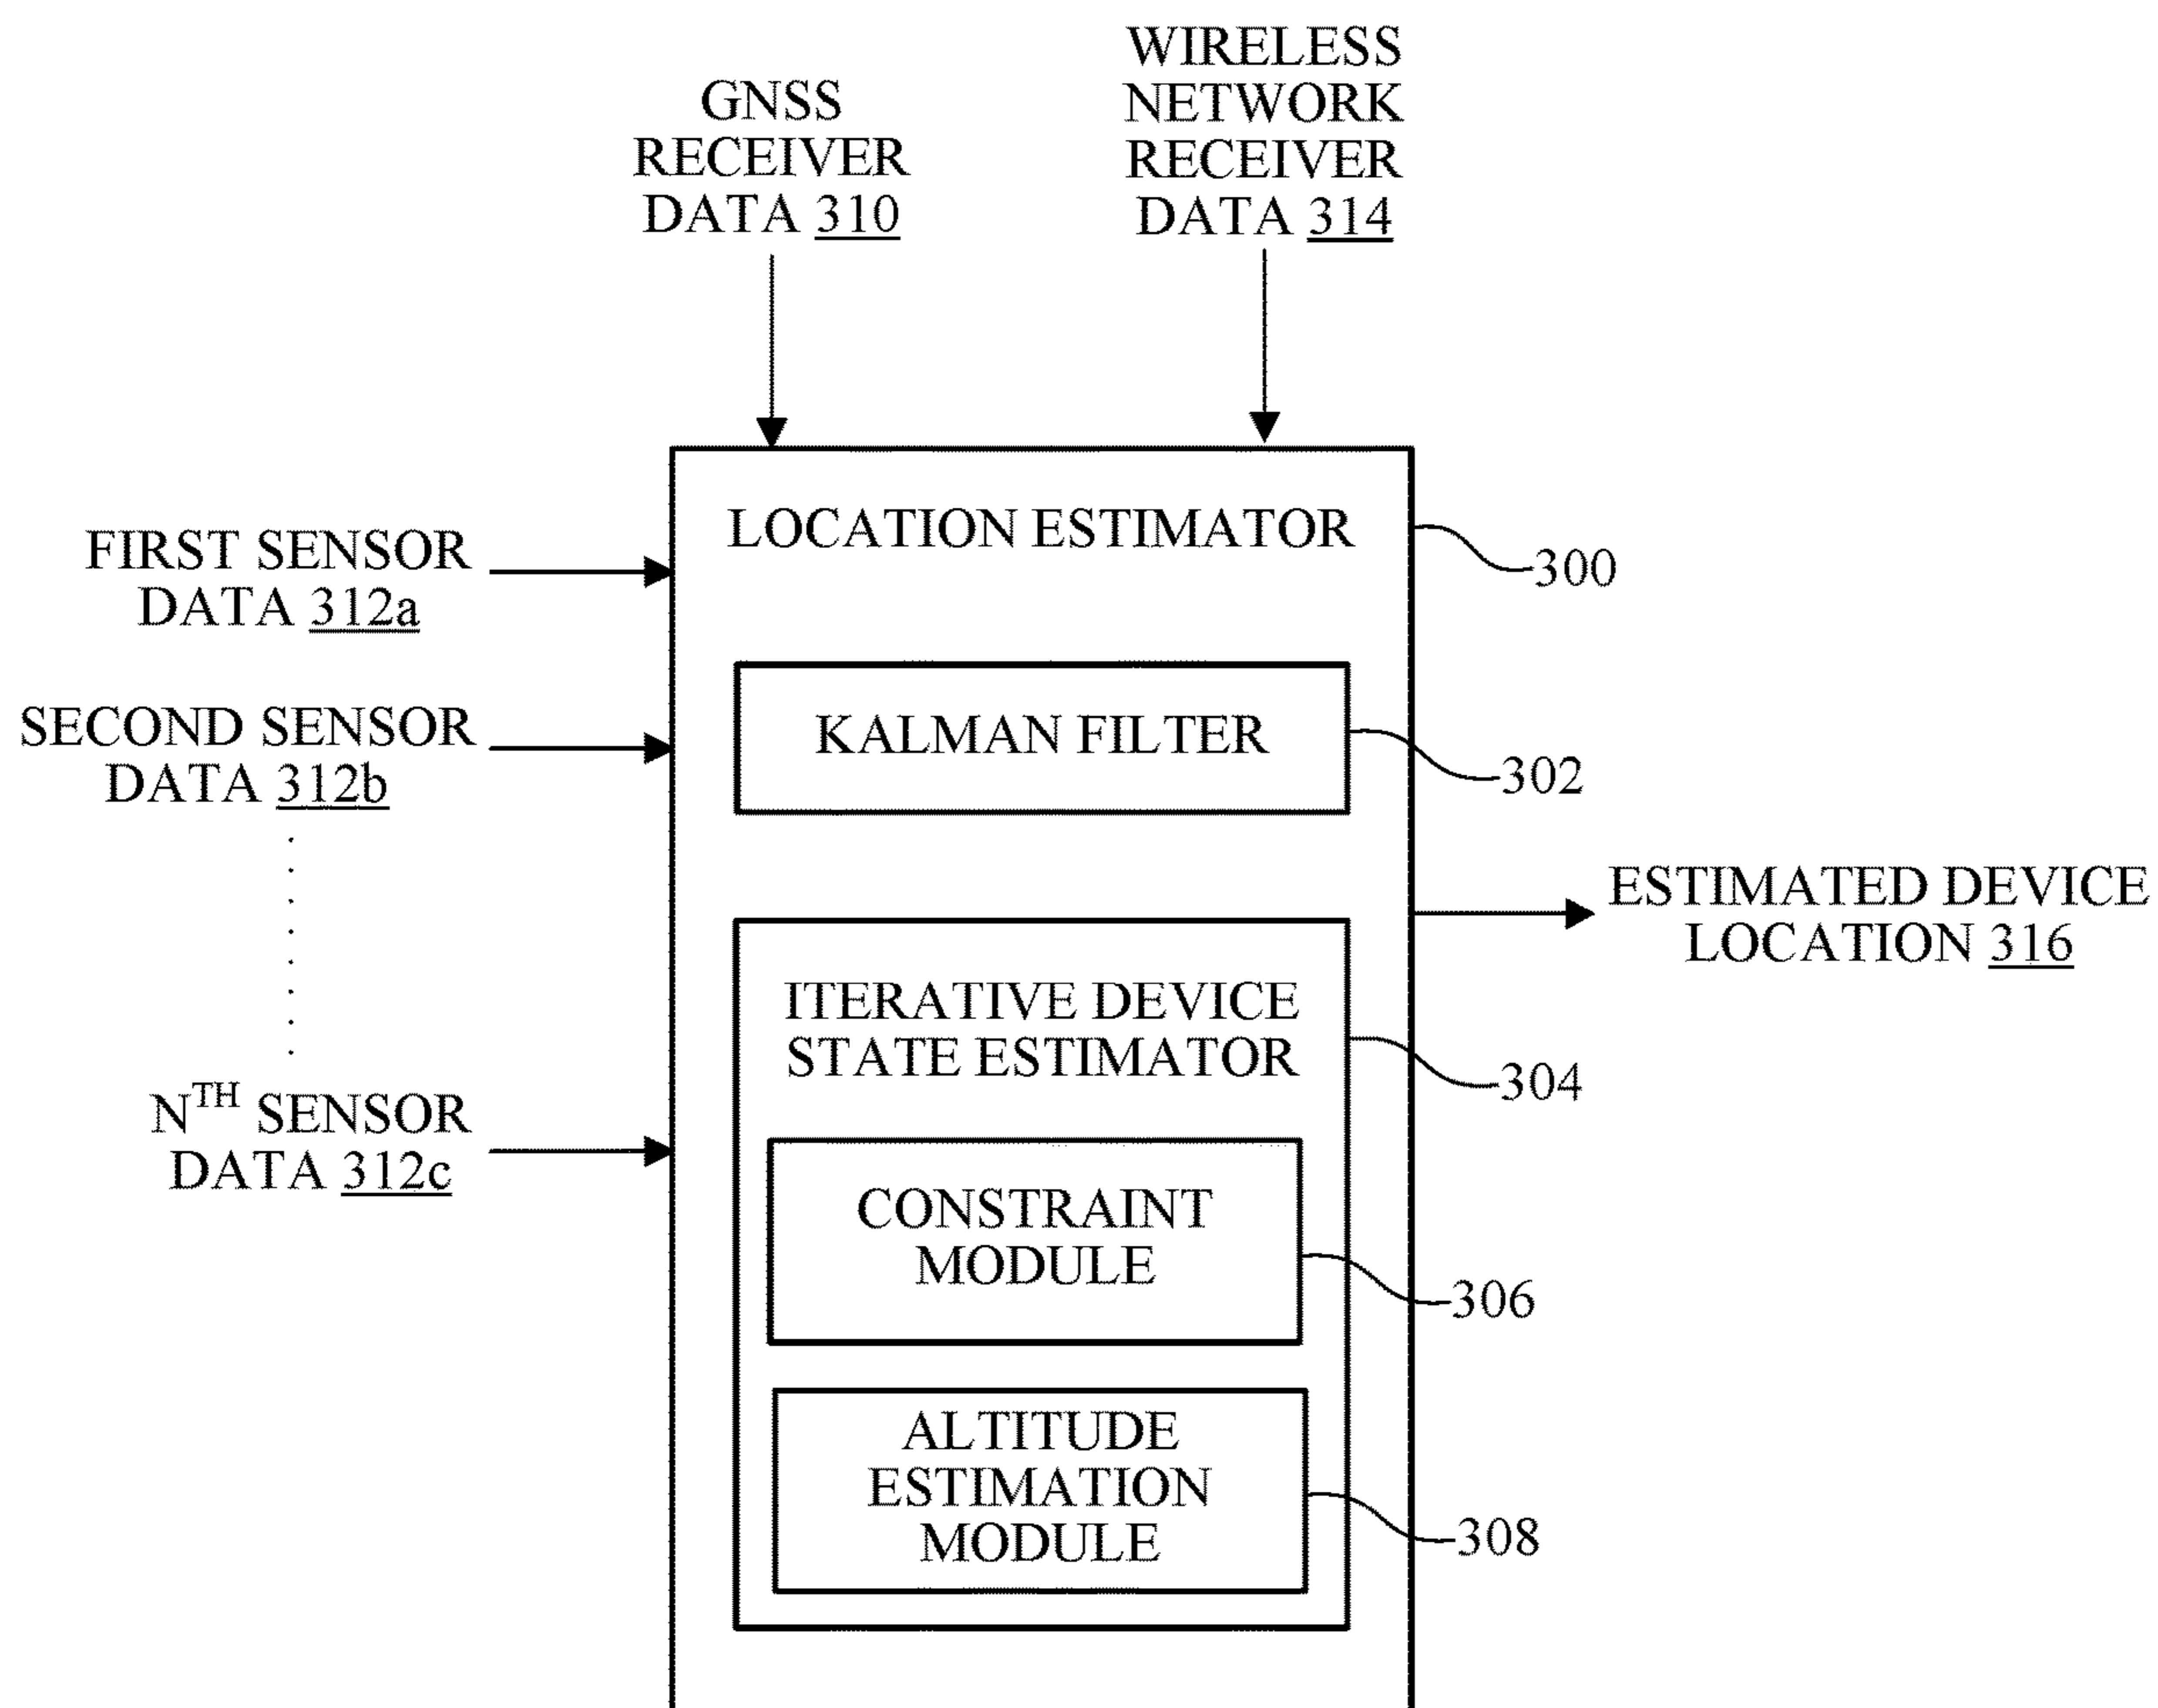 GNSS
RECEIVER
DATA 310
WIRELESS
NETWORK
RECEIVER
DATA 314
LOCATION ESTIMATOR
300
FIRST SENSOR
DATA 312a
SECOND SENSOR
DATA 312b
KALMAN FILTER
302
ESTIMATED DEVICE
LOCATION 316
ITERATIVE DEVICE
STATE ESTIMATOR
304
NTH SENSOR
DATA 312c
CONSTRAINT
MODULE
306
ALTITUDE
ESTIMATION
MODULE
308